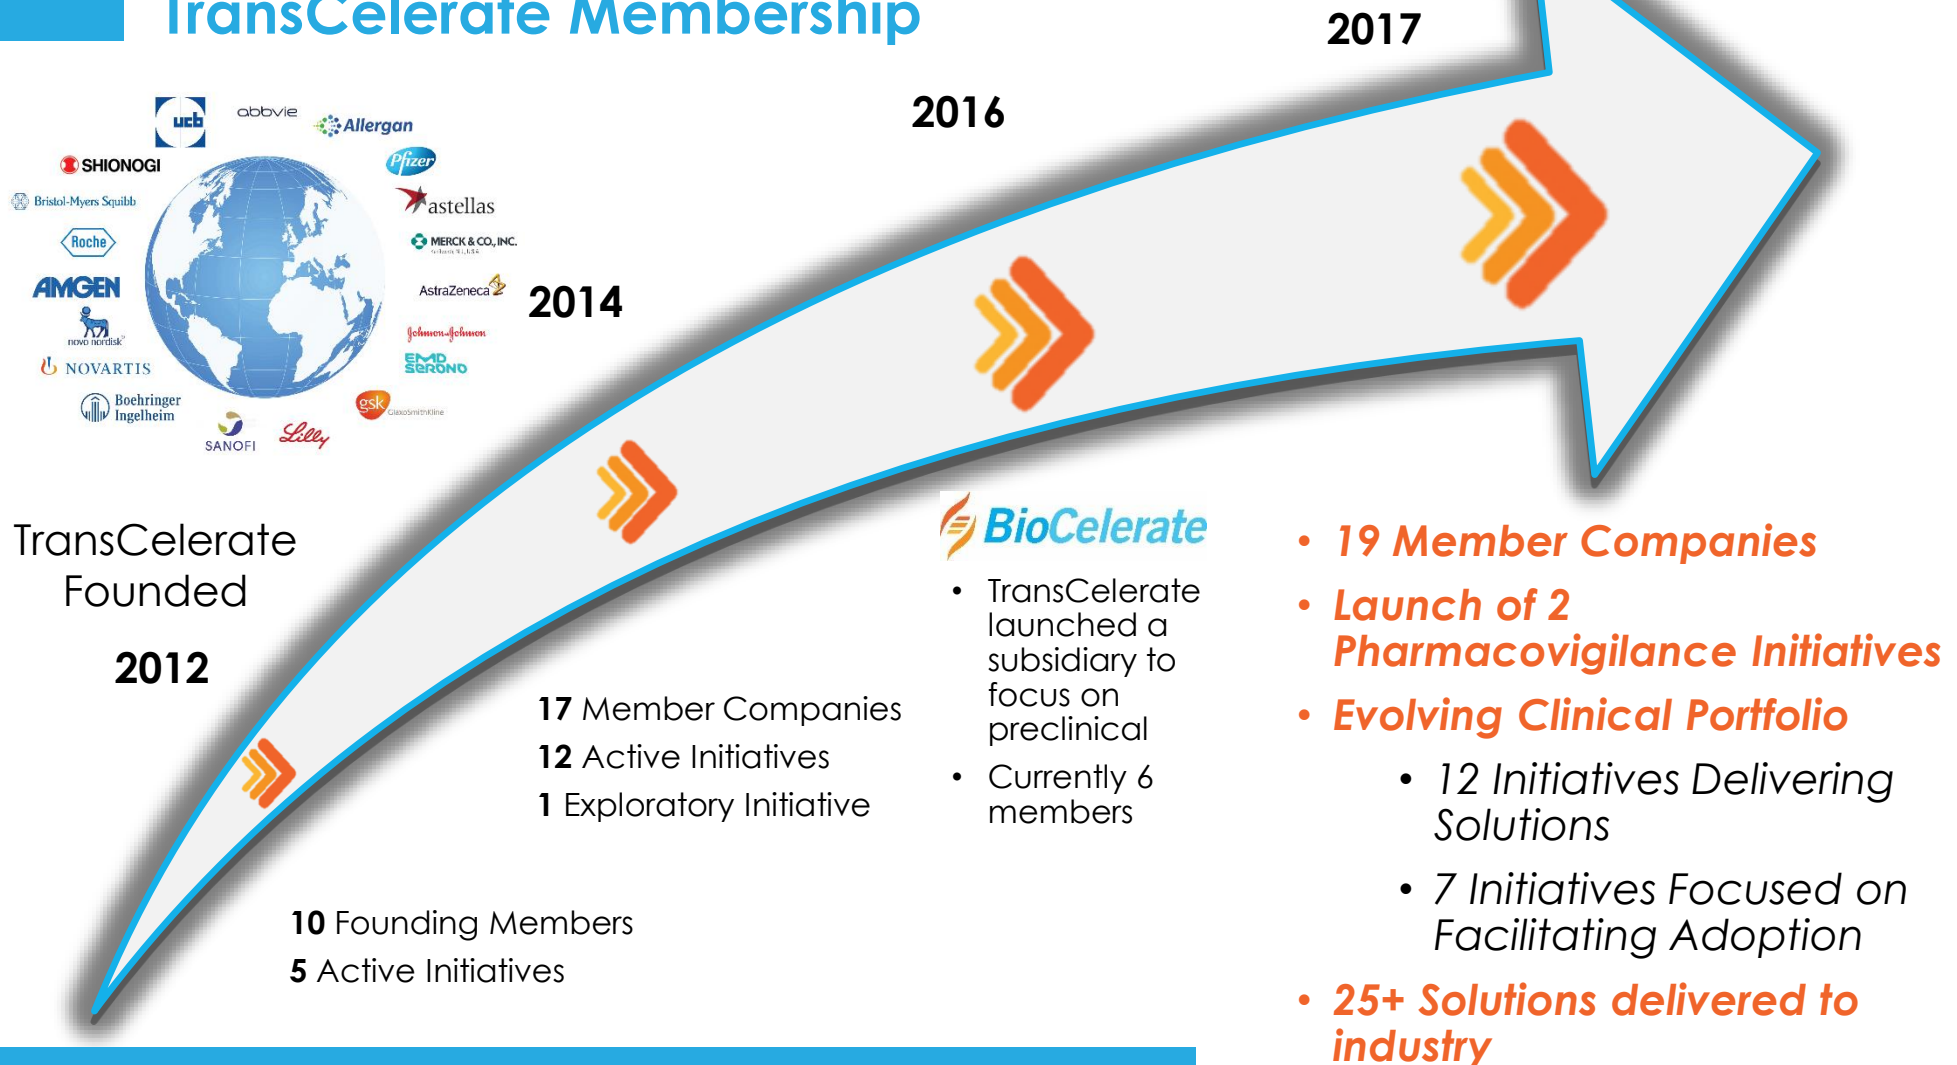 TransCelerate Membership
2017
2016
2014
ucb
abbvie
Allergan
SHIONOGI
Pfizer
Bristol-Myers Squibb
astellas
Roche
MERCK & CO., INC.
AMGEN
AstraZeneca
novo nordisk
Johnson & Johnson
NOVARTIS
EMD
SERONO
Boehringer
Ingelheim
gsk
GlaxoSmithKline
SANOFI
Lilly
TransCelerate
Founded
2012
10 Founding Members
5 Active Initiatives
17 Member Companies
12 Active Initiatives
1 Exploratory Initiative
BioCelerate
• TransCelerate
launched a
subsidiary to
focus on
preclinical
• Currently 6
members
• 19 Member Companies
• Launch of 2
Pharmacovigilance Initiatives
• Evolving Clinical Portfolio
• 12 Initiatives Delivering
Solutions
• 7 Initiatives Focused on
Facilitating Adoption
• 25+ Solutions delivered to
industry